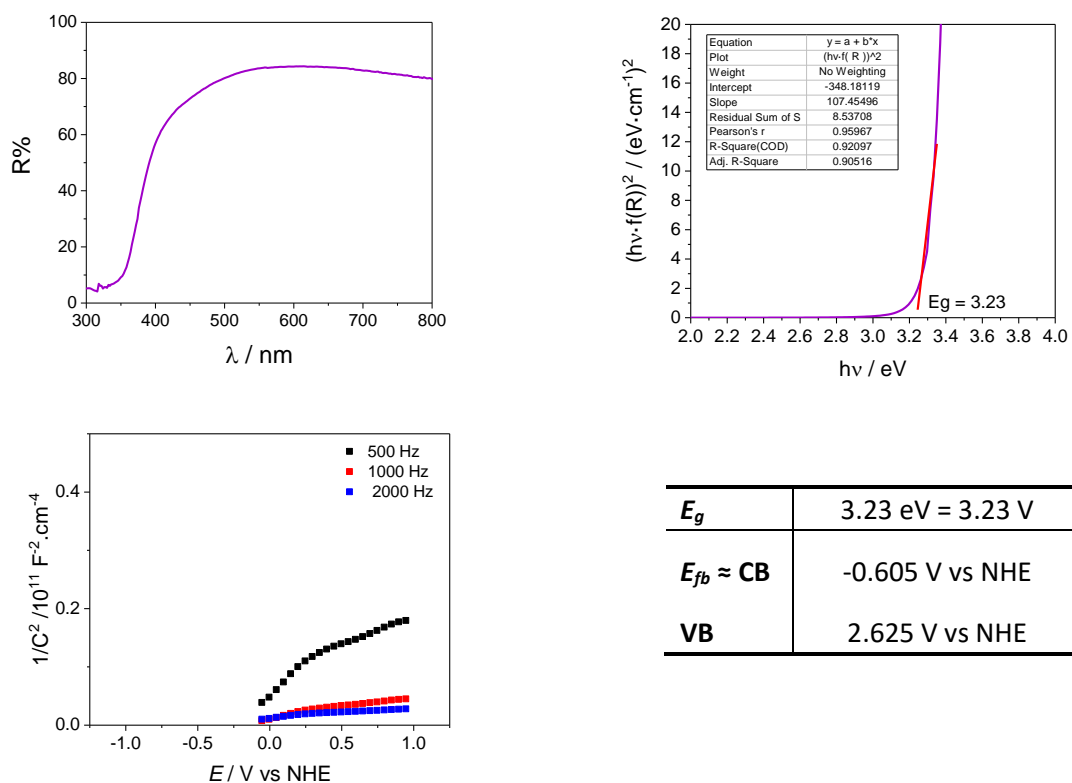 100
80
60
40
20
0
R%
300 400 500 600 700 800
λ / nm
20
18
16
14
12
10
8
6
4
2
0
(hν·f(R))² / (eV·cm⁻¹)²
Equation y = a + b*x
Plot (hν·f( R ))^2
Weight No Weighting
Intercept -348.18119
Slope 107.45496
Residual Sum of S 8.53708
Pearson's r 0.95967
R-Square(COD) 0.92097
Adj. R-Square 0.90516
Eg = 3.23
2.0 2.2 2.4 2.6 2.8 3.0 3.2 3.4 3.6 3.8 4.0
hν / eV
500 Hz
1000 Hz
2000 Hz
0.4
0.2
0.0
1/C² /10¹¹ F⁻².cm⁻⁴
-1.0 -0.5 0.0 0.5 1.0
E / V vs NHE
Eg 3.23 eV = 3.23 V
Efb ≈ CB -0.605 V vs NHE
VB 2.625 V vs NHE